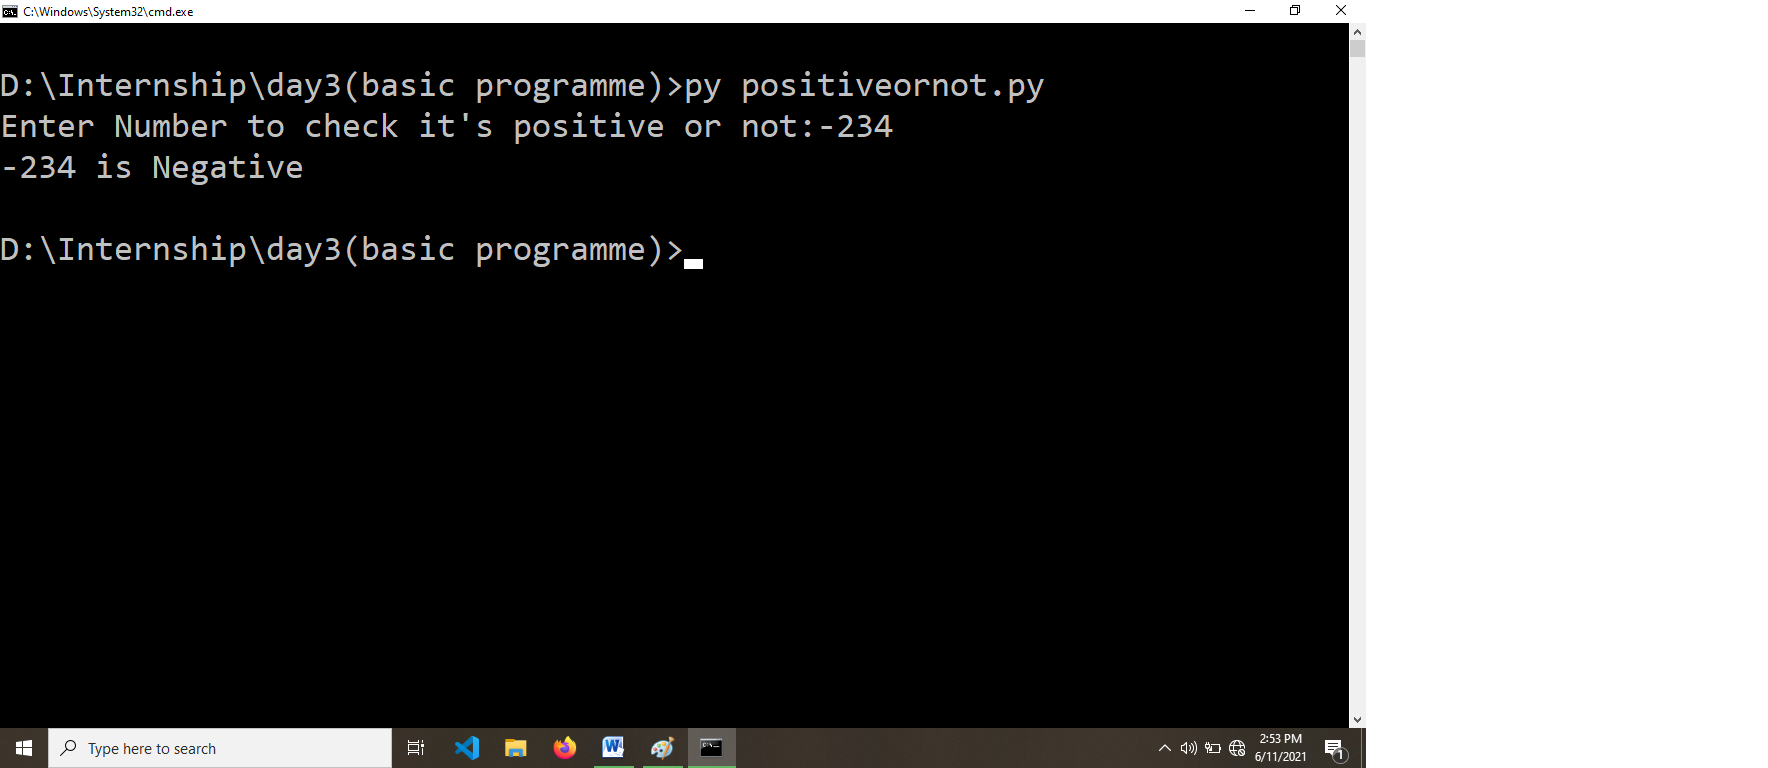 C:\Windows\System32\cmd.exe
D:\Internship\day3(basic programme)>py positiveornot.py
Enter Number to check it's positive or not:-234
-234 is Negative
D:\Internship\day3(basic programme)>
Type here to search
2:53 PM
6/11/2021
1